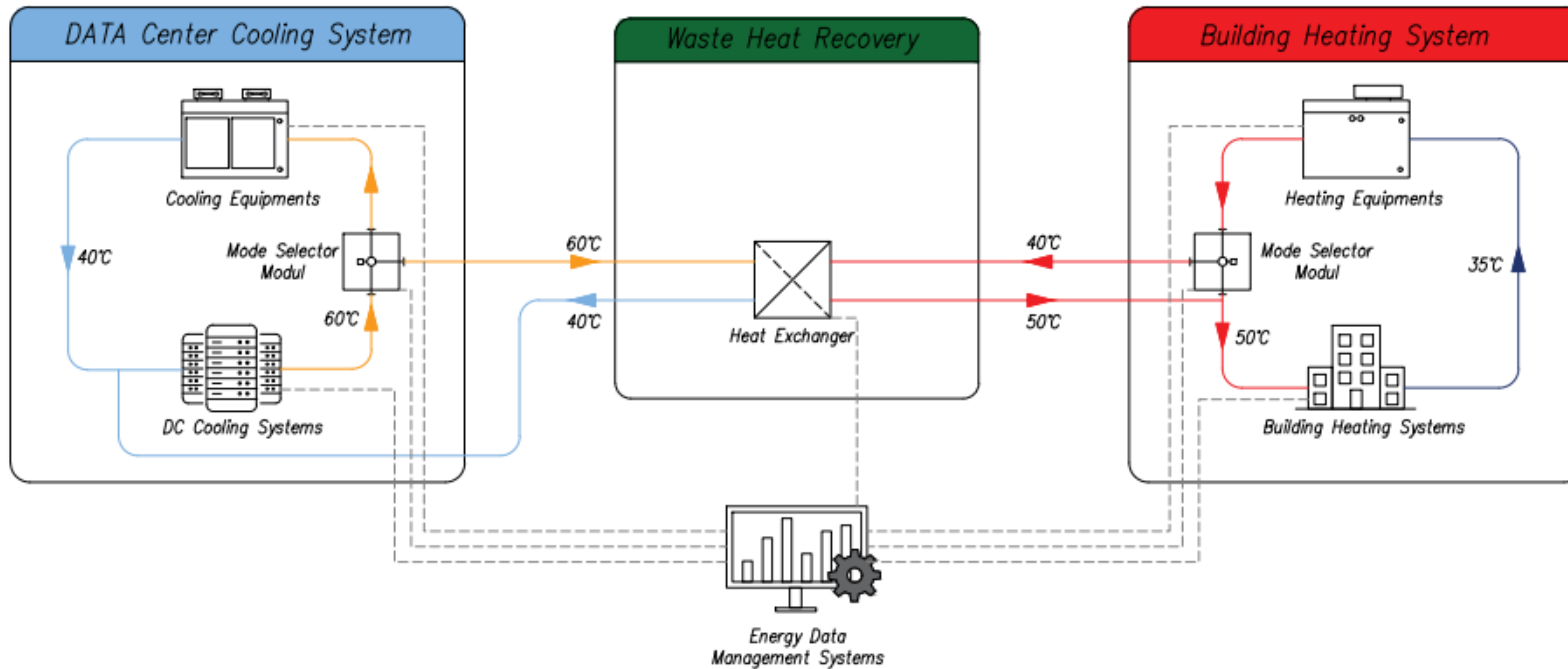 DATA Center Cooling System
Waste Heat Recovery
Building Heating System
Cooling Equipments
Heating Equipments
40℃
Mode Selector
Modul
60℃
60℃
40℃
Heat Exchanger
40℃
50℃
Mode Selector
Modul
35℃
50℃
DC Cooling Systems
Building Heating Systems
Energy Data
Management Systems